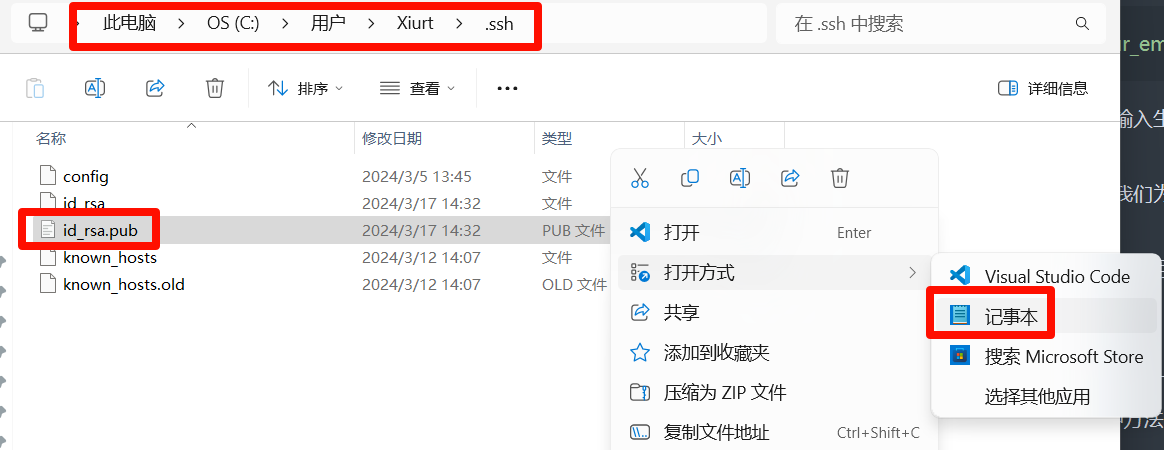 此电脑 > OS (C:) > 用户 > Xiurt > .ssh
在 .ssh 中搜索
ur_em
排序
查看
详细信息
输入生
名称 修改日期 类型 大小
config 2024/3/5 13:45 文件
id_rsa 2024/3/17 14:32 文件
我们为
id_rsa.pub 2024/3/17 14:32 PUB 文件
known_hosts 2024/3/12 14:07 文件
known_hosts.old 2024/3/12 14:07 OLD 文件
打开 Enter
打开方式
共享
添加到收藏夹
压缩为 ZIP 文件
复制文件地址 Ctrl+Shift+C
Visual Studio Code
记事本
搜索 Microsoft Store
选择其他应用
方法